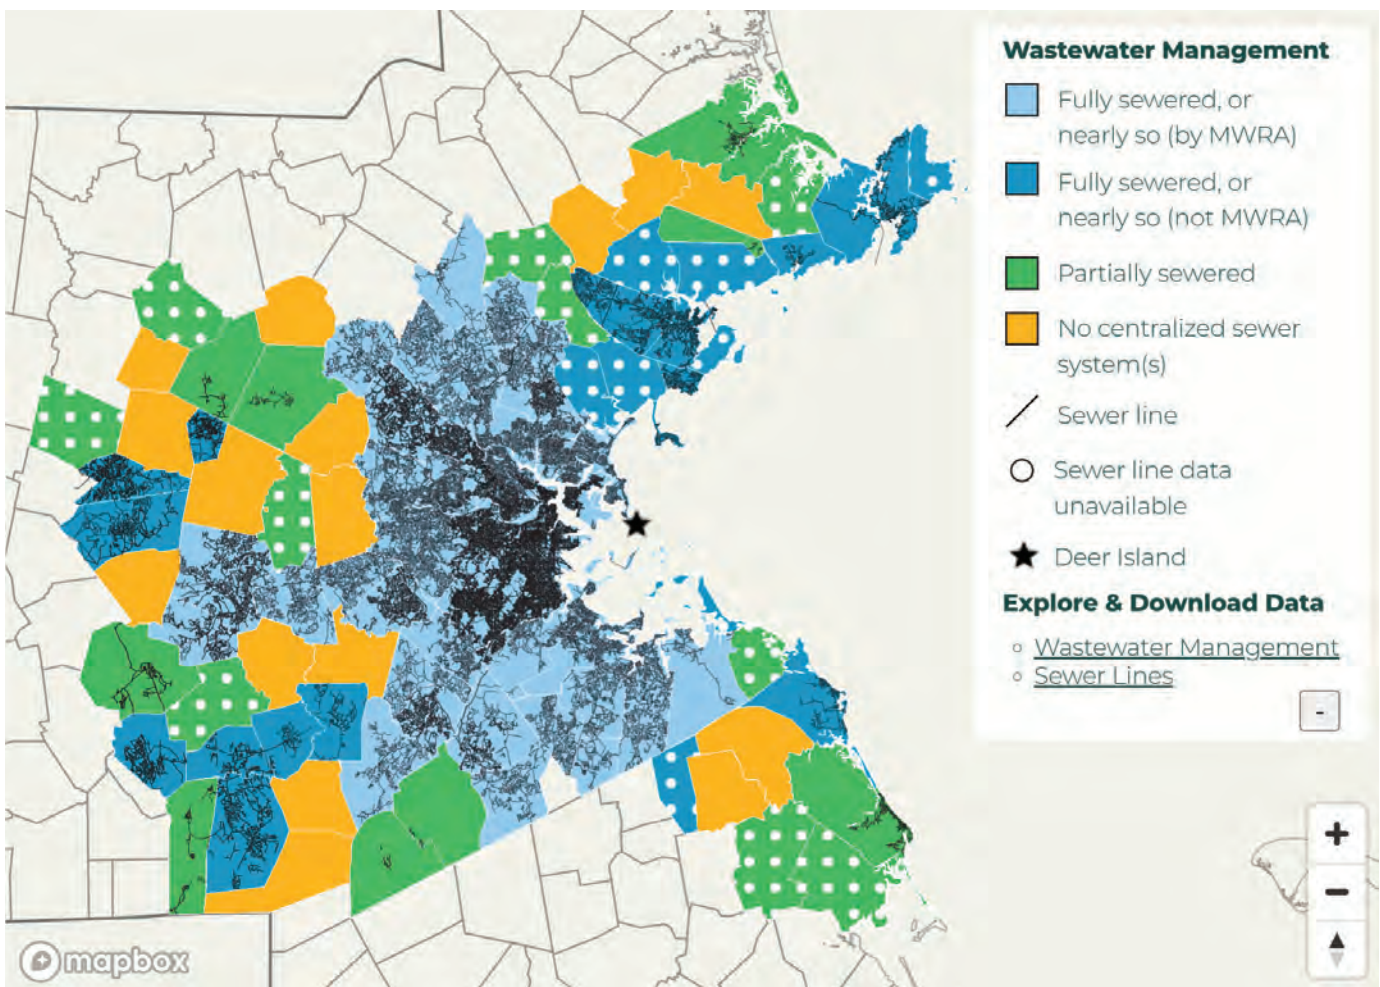 Wastewater Management
Fully sewered, or
nearly so (by MWRA)
Fully sewered, or
nearly so (not MWRA)
Partially sewered
No centralized sewer
system(s)
Sewer line
Sewer line data
unavailable
Deer Island
Explore & Download Data
Wastewater Management
Sewer Lines
-
+
−
mapbox